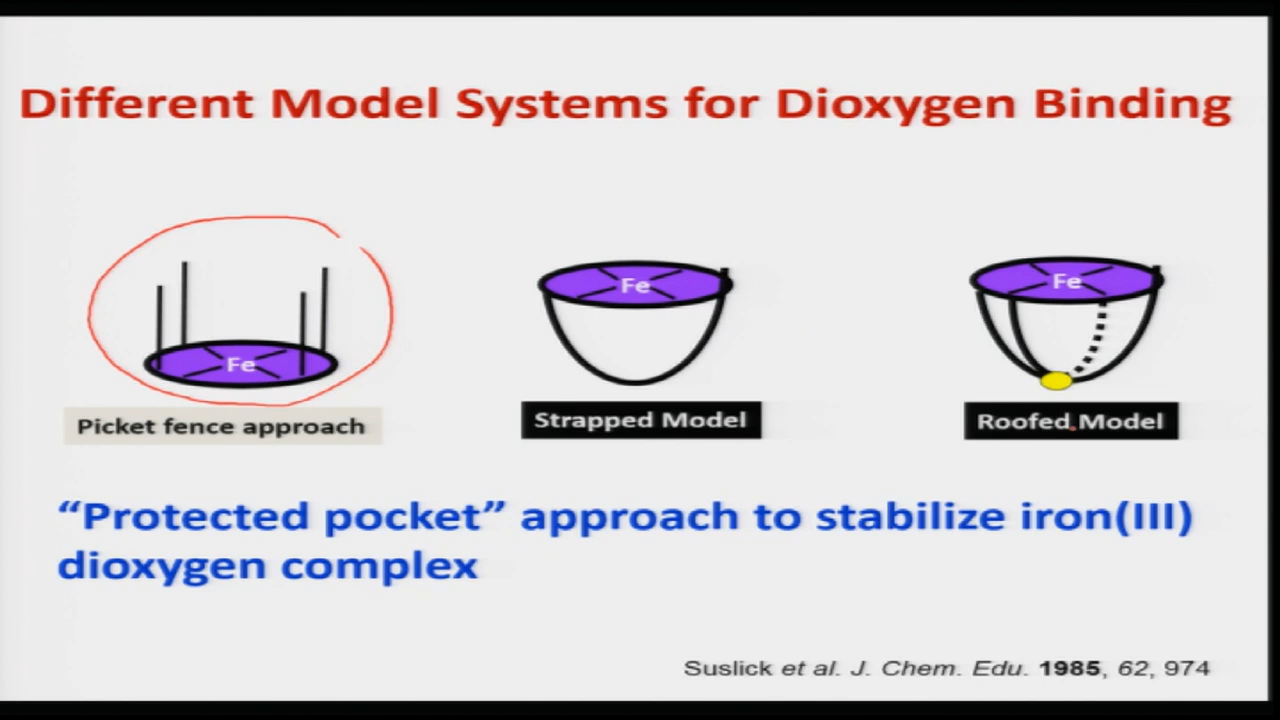 Different Model Systems for Dioxygen Binding
Fe
Fe
Fe
Picket fence approach
Strapped Model
Roofed Model
“Protected pocket” approach to stabilize iron(III)
dioxygen complex
Suslick et al. J. Chem. Edu. 1985, 62, 974